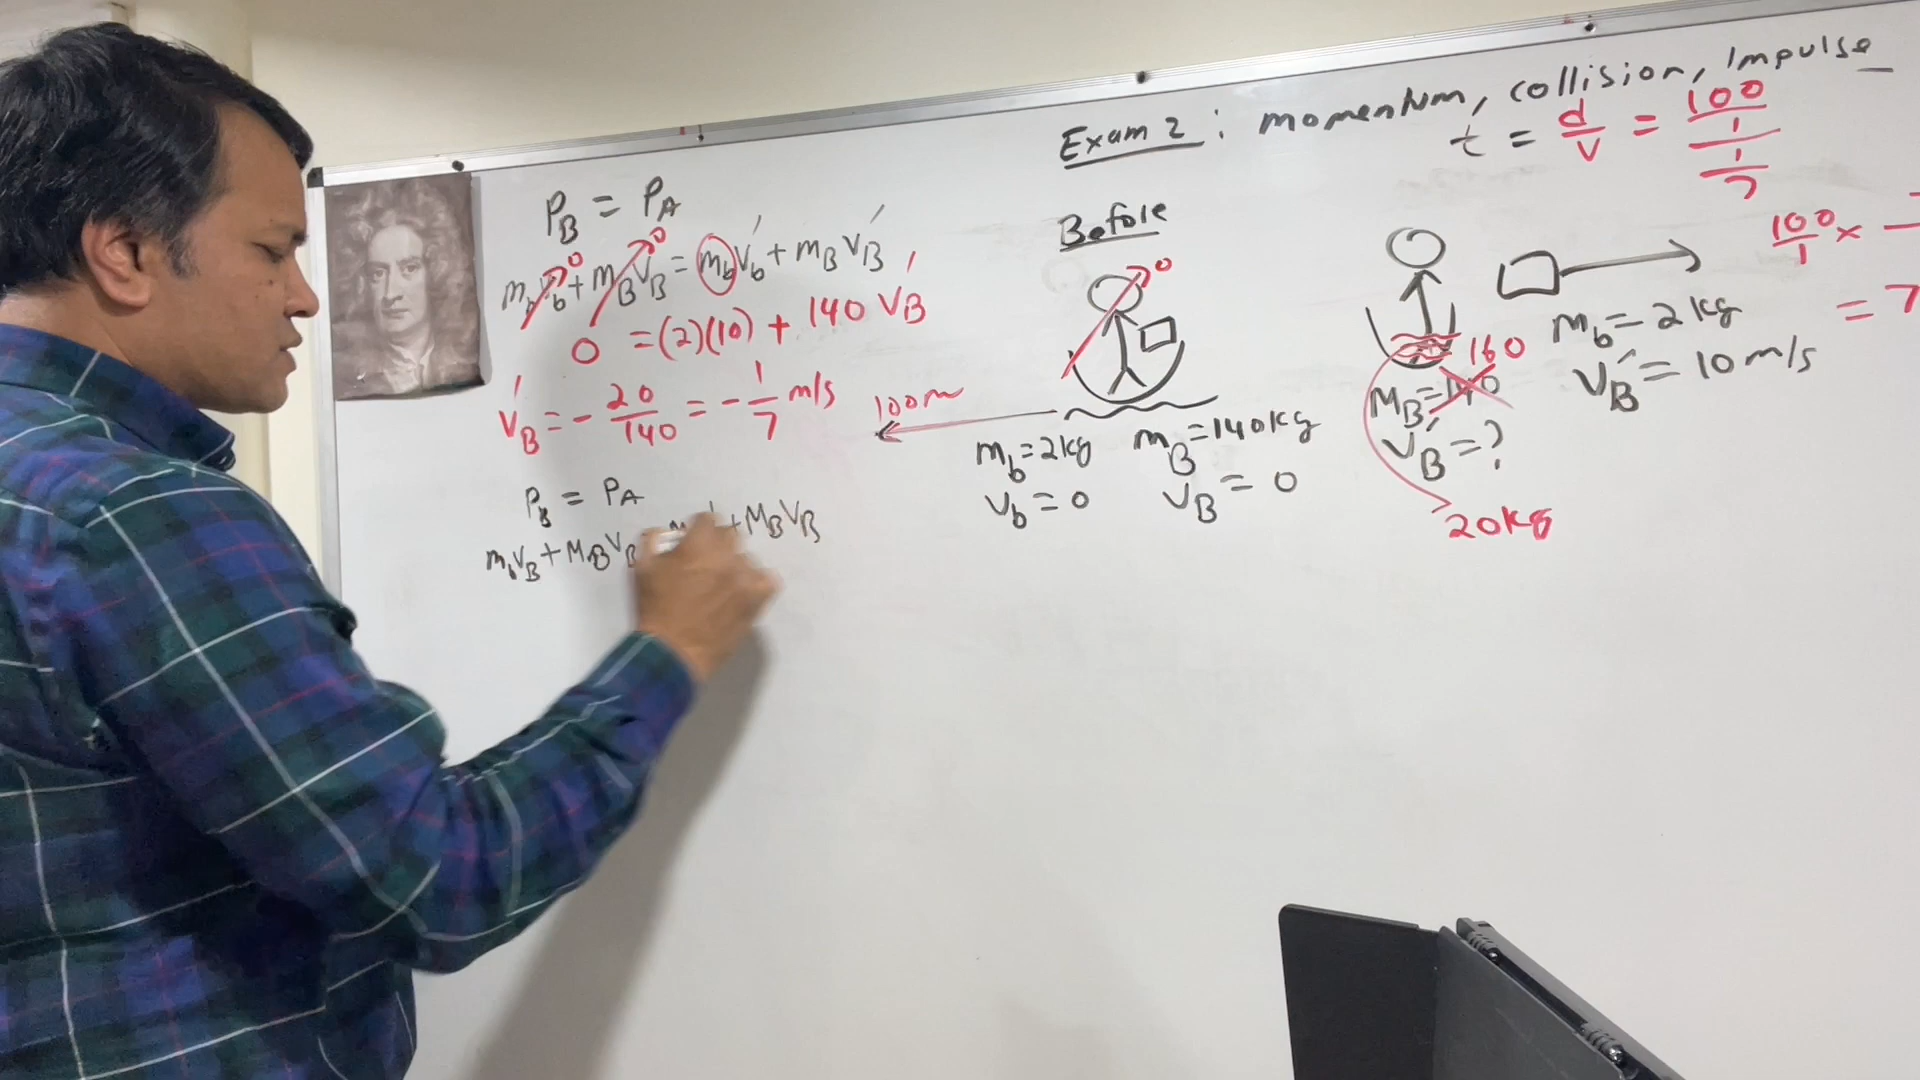 Exam 2 : momentum, collision, Impulse
t = d/v = 100/(1/7)
100/1 ×
= 7
P_B = P_A
m_b v_b + m_B v_B = m_b v_b' + m_B v_B'
0 = (2)(10) + 140 V_B'
V_B' = - 20/140 = - 1/7 m/s
P_B = P_A
m_b v_B + M_B V_B + M_B V_B
Before
0
100m
m_b = 2kg m_B = 140kg
v_b = 0 v_B = 0
160
M_B = 140
V_B' = ?
20kg
m_b = 2kg
V_B' = 10 m/s